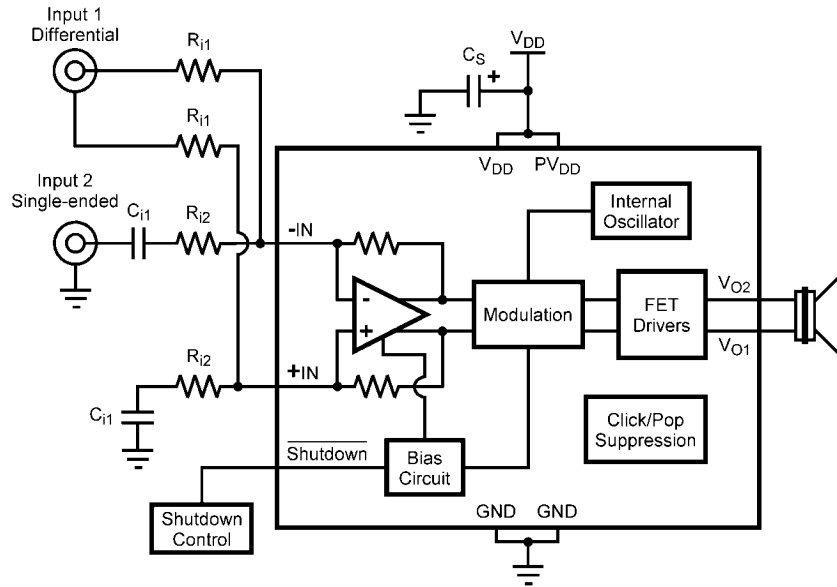 Input 1
Differential
Ri1
Ri1
Input 2
Single-ended
Ci1
Ri2
Ri2
Ci1
CS
+
VDD
VDD
PVDD
Internal
Oscillator
-IN
-
+
+IN
Modulation
FET
Drivers
VO2
VO1
Click/Pop
Suppression
Shutdown
Bias
Circuit
Shutdown
Control
GND
GND